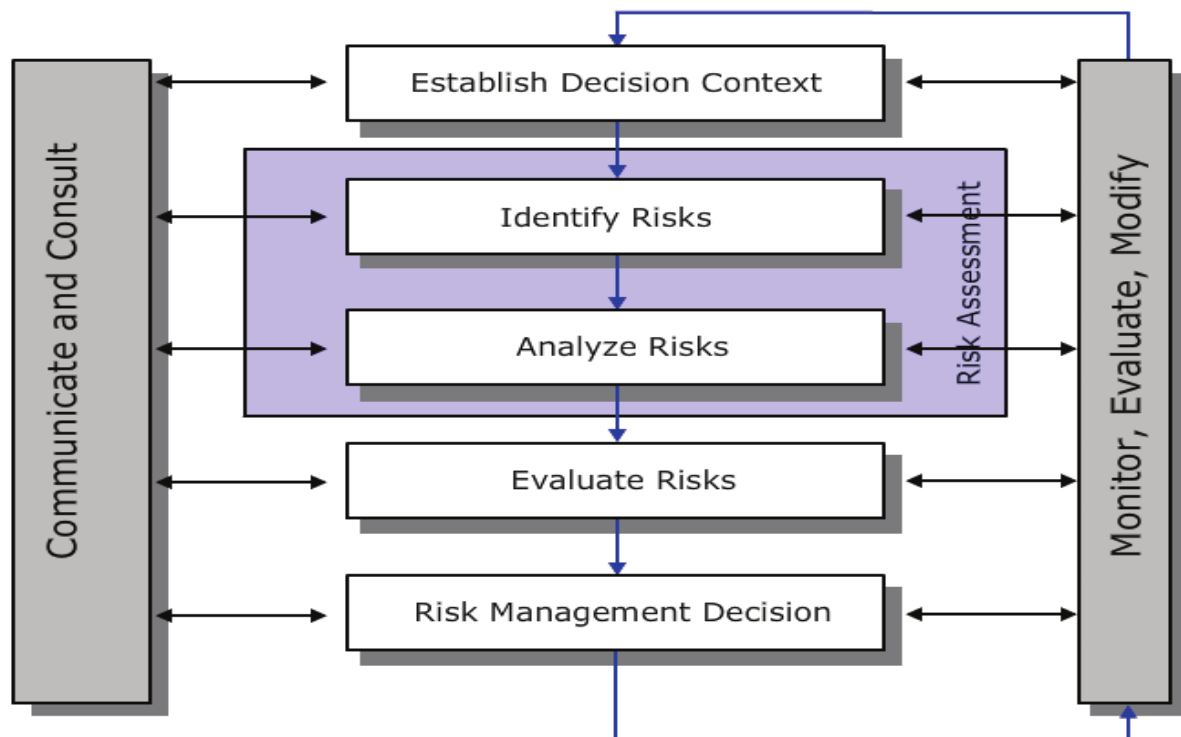 Establish Decision Context
Communicate and Consult
Identify Risks
Risk Assessment
Analyze Risks
Evaluate Risks
Risk Management Decision
Monitor, Evaluate, Modify